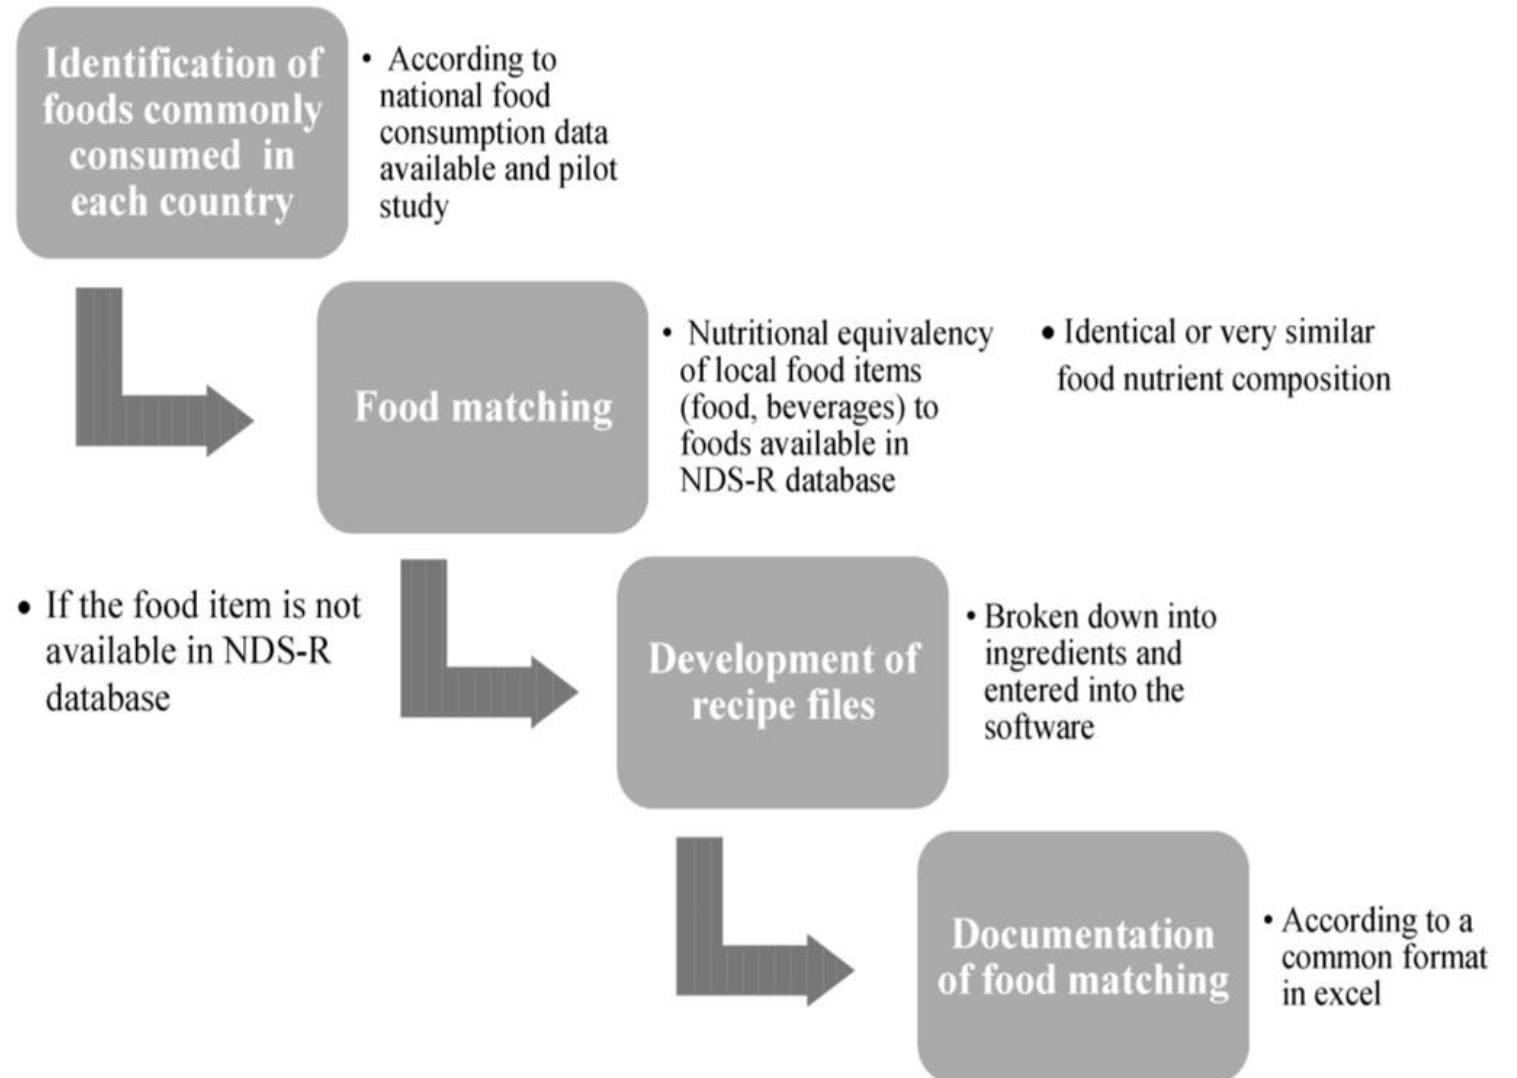 Identification of
foods commonly
consumed in
each country
• According to
national food
consumption data
available and pilot
study
Food matching
• Nutritional equivalency
of local food items
(food, beverages) to
foods available in
NDS-R database
• Identical or very similar
food nutrient composition
• If the food item is not
available in NDS-R
database
Development of
recipe files
• Broken down into
ingredients and
entered into the
software
Documentation
of food matching
• According to a
common format
in excel